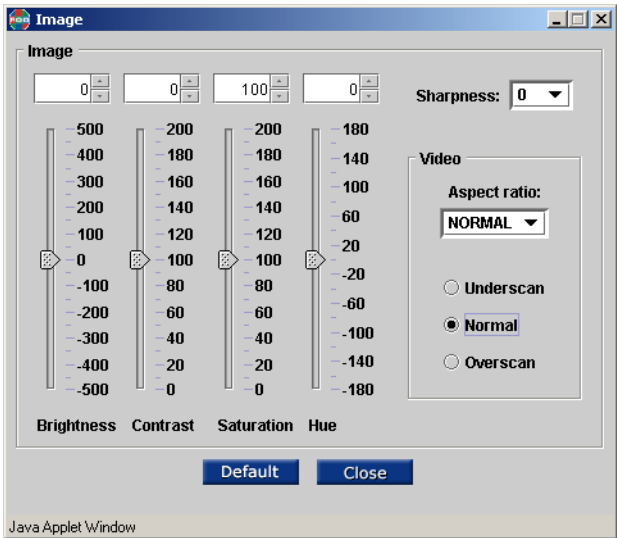 Image
Image
0 0 100 0 Sharpness: 0
500 200 200 180
400 180 180 140
300 160 160 100
200 140 140 60
100 120 120 20
0 100 100 -20
-100 80 80 -60
-200 60 60 -100
-300 40 40 -140
-400 20 20 -180
-500 0 0
Brightness Contrast Saturation Hue
Video
Aspect ratio:
NORMAL
Underscan
Normal
Overscan
Default Close
Java Applet Window